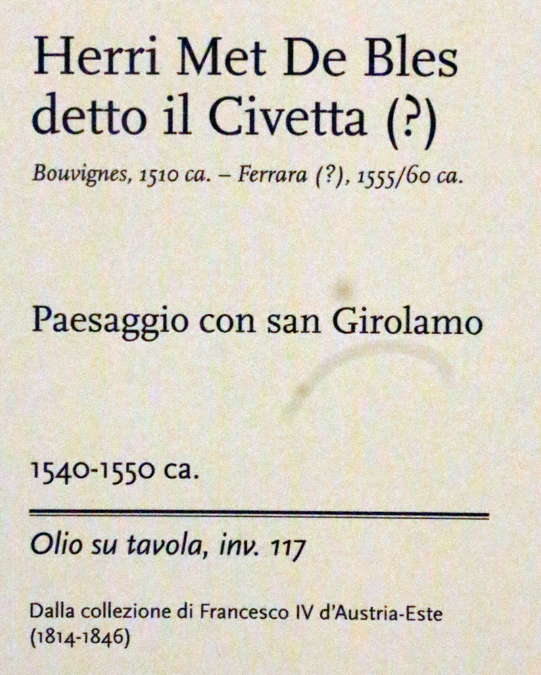 Herri Met De Bles
detto il Civetta (?)
Bouvignes, 1510 ca. – Ferrara (?), 1555/60 ca.
Paesaggio con san Girolamo
1540-1550 ca.
Olio su tavola, inv. 117
Dalla collezione di Francesco IV d'Austria-Este
(1814-1846)